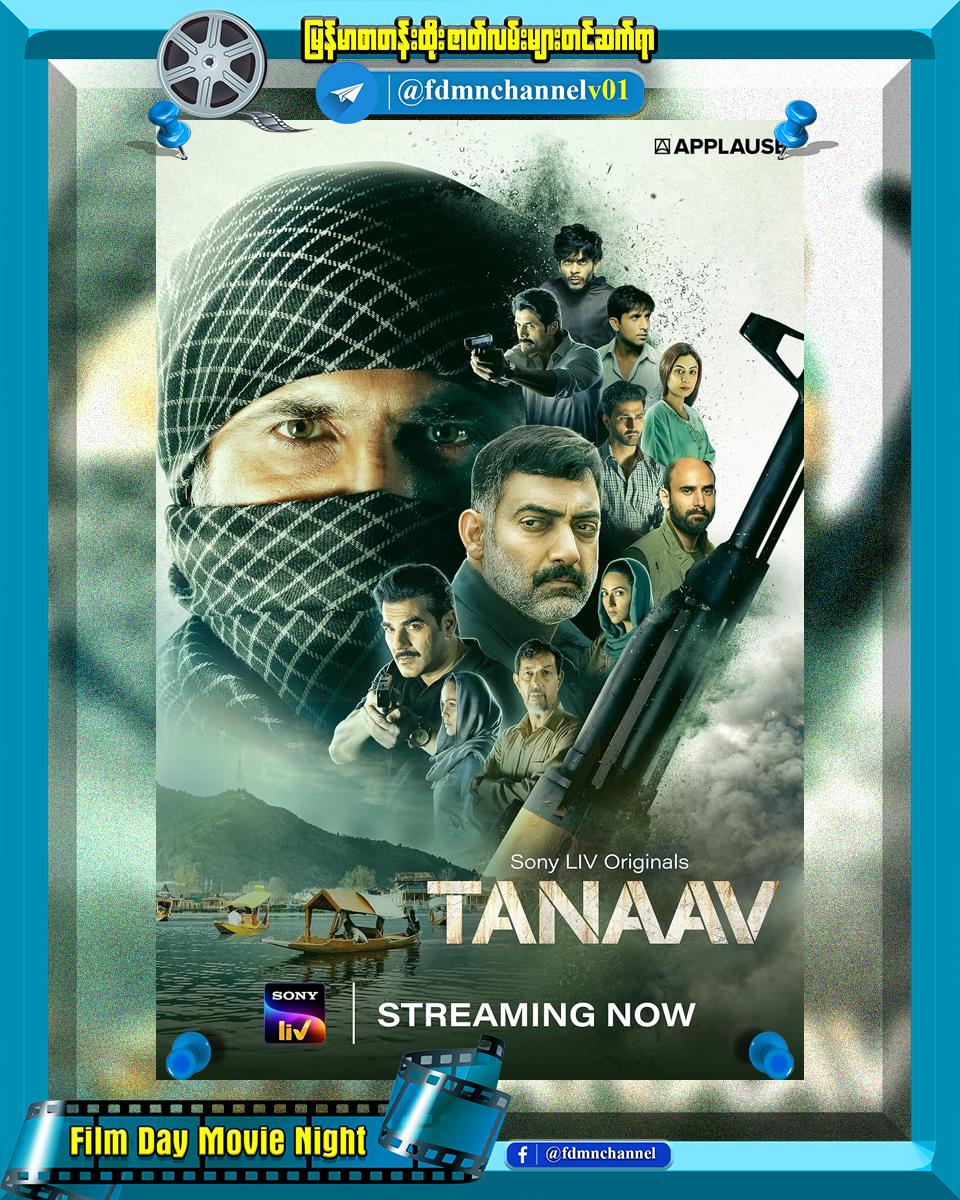 မြန်မာစာတန်းထိုးဇာတ်လမ်းများတင်ဆက်ရာ
@fdmnchannelv01
APPLAUSE
Sony LIV Originals
TANAAV
SONY
liv
STREAMING NOW
Film Day Movie Night
f @fdmnchannel